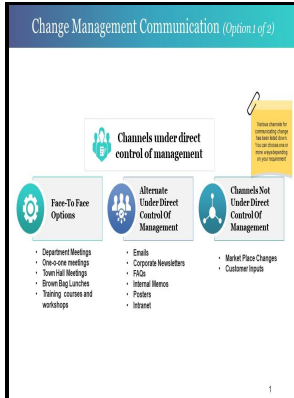 Change Management Communication (Option 1 of 2)
Various channels for
communicating change
has been listed down.
You can choose one or
more ways depending
on your requirement
Channels under direct
control of management
Face-To Face
Options
Alternate
Under Direct
Control Of
Management
Channels Not
Under Direct
Control Of
Management
• Department Meetings
• One-o-one meetings
• Town Hall Meetings
• Brown Bag Lunches
• Training courses and
workshops
• Emails
• Corporate Newsletters
• FAQs
• Internal Memos
• Posters
• Intranet
• Market Place Changes
• Customer Inputs
1